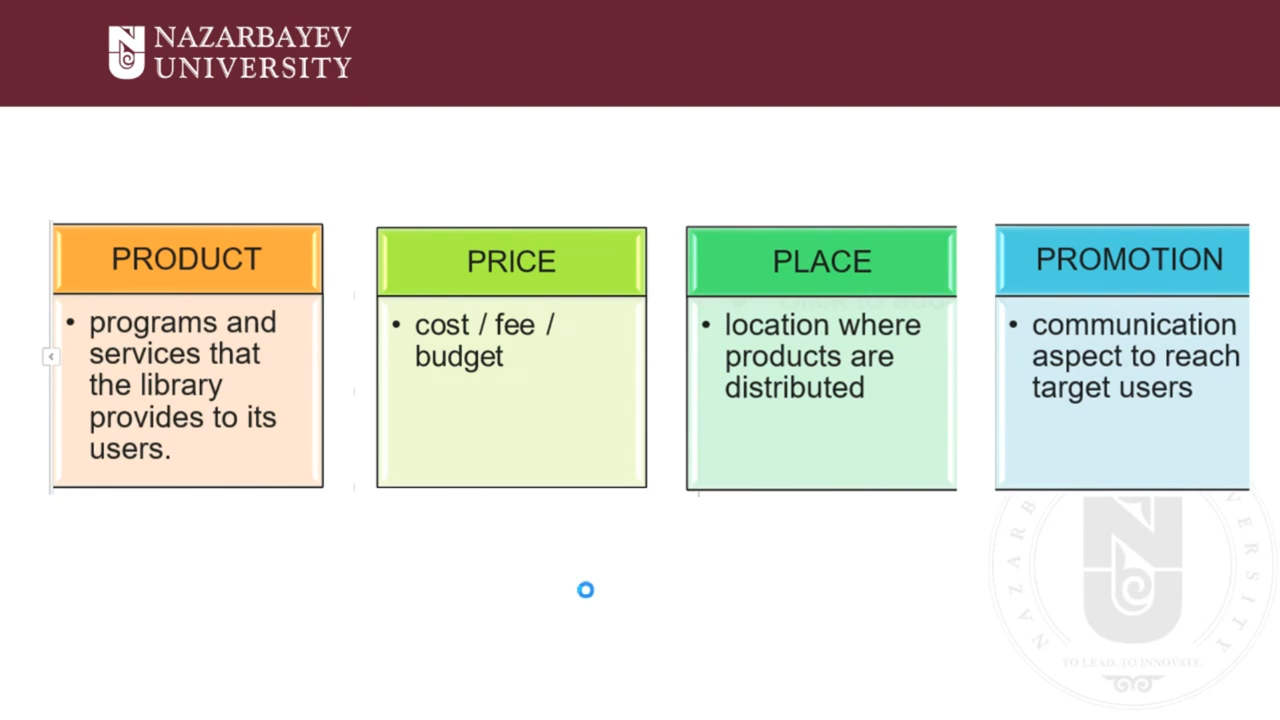 NAZARBAYEV
UNIVERSITY
PRODUCT
• programs and
services that
the library
provides to its
users.
PRICE
• cost / fee /
budget
PLACE
• location where
products are
distributed
PROMOTION
• communication
aspect to reach
target users
TO LEAD. TO INNOVATE.